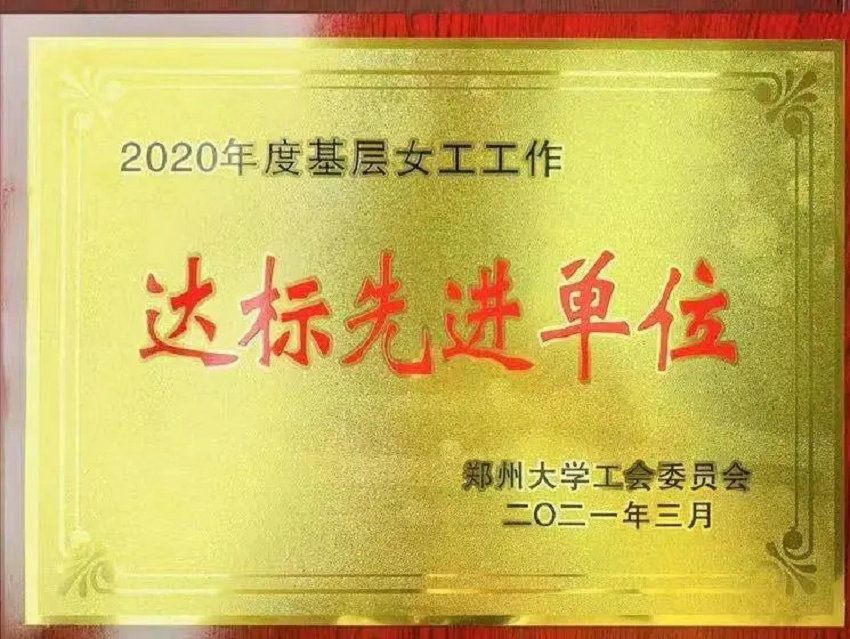 2020年度基层女工工作
达标先进单位
郑州大学工会委员会
二〇二一年三月